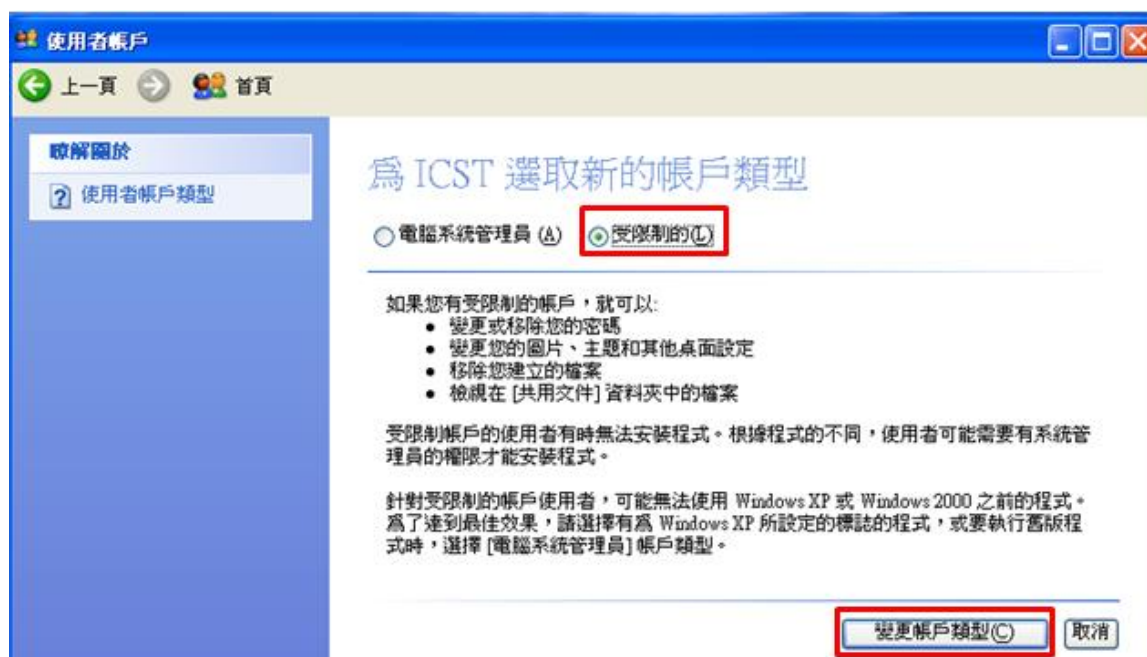 使用者帳戶
上一頁 首頁
瞭解關於
使用者帳戶類型
為 ICST 選取新的帳戶類型
電腦系統管理員 (A) 受限制的(L)
如果您有受限制的帳戶，就可以:
● 變更或移除您的密碼
● 變更您的圖片、主題和其他桌面設定
● 移除您建立的檔案
● 檢視在 [共用文件] 資料夾中的檔案
受限制帳戶的使用者有時無法安裝程式。根據程式的不同，使用者可能需要有系統管
理員的權限才能安裝程式。
針對受限制的帳戶使用者，可能無法使用 Windows XP 或 Windows 2000 之前的程式。
為了達到最佳效果，請選擇有為 Windows XP 所設定的標誌的程式，或要執行舊版程
式時，選擇 [電腦系統管理員] 帳戶類型。
變更帳戶類型(C) 取消